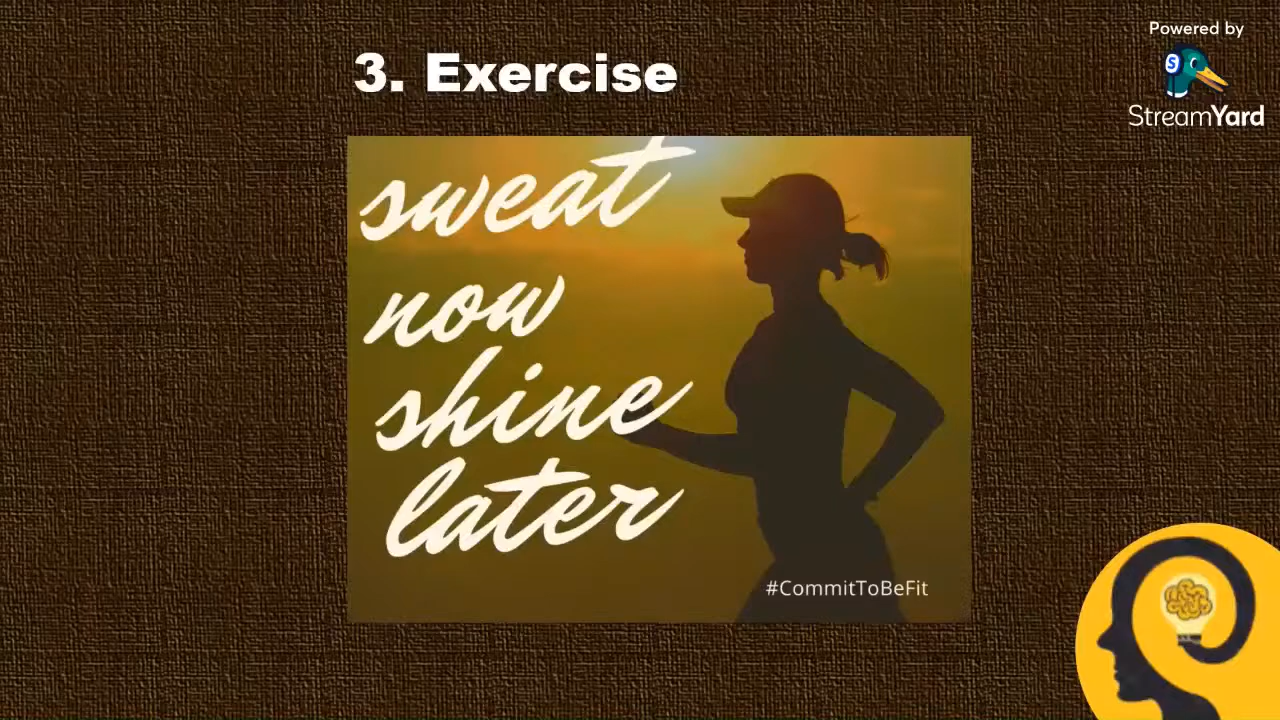 Powered by
StreamYard
3. Exercise
sweat
now
shine
later
#CommitToBeFit
S